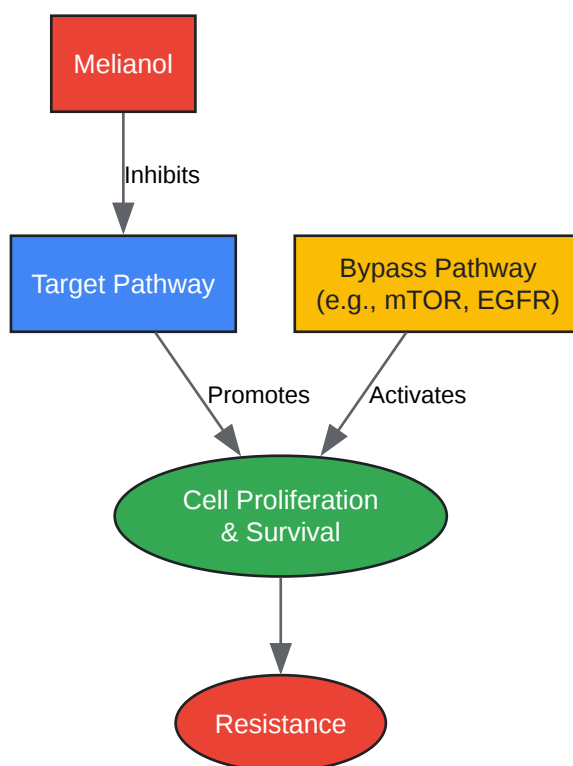 Melianol
Inhibits
Target Pathway
Bypass Pathway
(e.g., mTOR, EGFR)
Promotes
Activates
Cell Proliferation
& Survival
Resistance